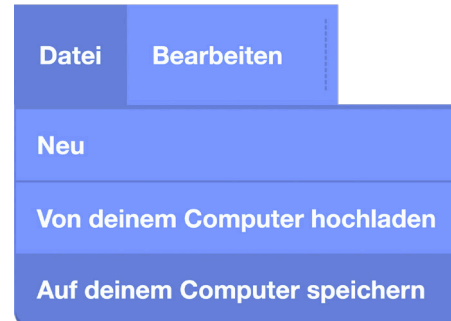 Datei Bearbeiten
Neu
Von deinem Computer hochladen
Auf deinem Computer speichern